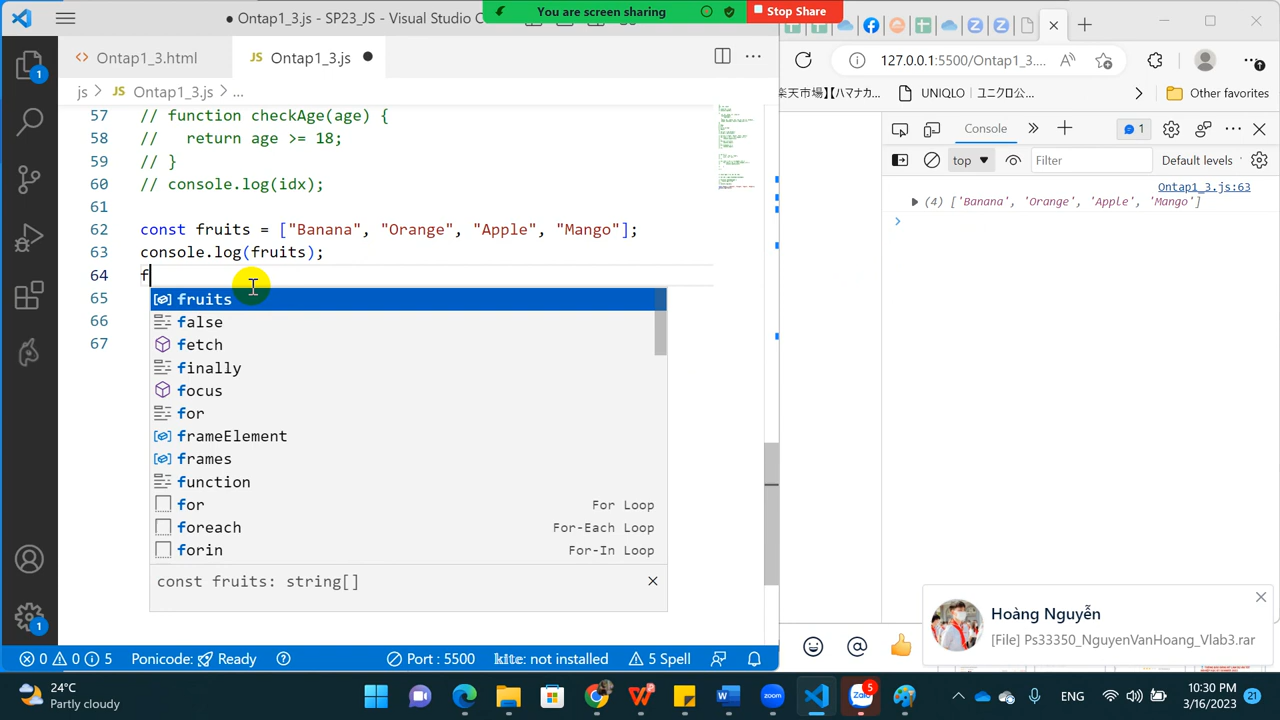 ● Ontap1_3.js - SP23_JS - Visual Studio C
You are screen sharing
Stop Share
Ontap1_3.html
JS Ontap1_3.js
127.0.0.1:5500/Ontap1_3....
js > JS Ontap1_3.js > ...
楽天市場】【ハマナカ...
UNIQLO | ユニクロ公...
Other favorites
57 // function checkAge(age) {
58 //   return age >= 18;
59 // }
60 // console.log(idx);
61
62 const fruits = ["Banana", "Orange", "Apple", "Mango"];
63 console.log(fruits);
64 f
65
66
67
fruits
false
fetch
finally
focus
for
frameElement
frames
function
for For Loop
foreach For-Each Loop
forin For-In Loop
const fruits: string[]
1
1
1
top
Filter
(4) ['Banana', 'Orange', 'Apple', 'Mango']
Hoàng Nguyễn
[File] Ps33350_NguyenVanHoang_Vlab3.rar
0 0 5 Ponicode: Ready Port : 5500 kite: not installed 5 Spell
24°C
Partly cloudy
zoom
5
ENG
10:30 PM
3/16/2023
21